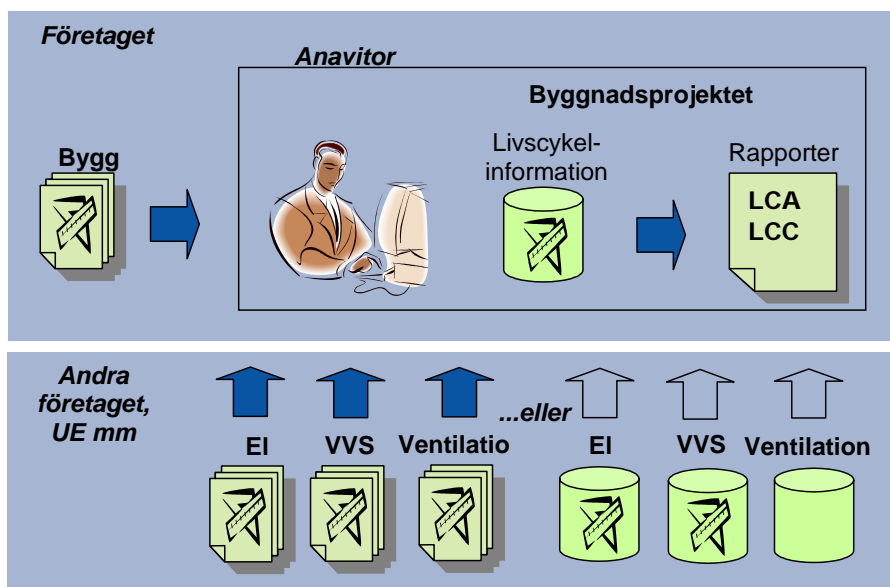 Företaget
Anavitor
Byggnadsprojektet
Bygg
Livscykel-
information
Rapporter
LCA
LCC
Andra
företaget,
UE mm
...eller
El
VVS
Ventilatio
El
VVS
Ventilation